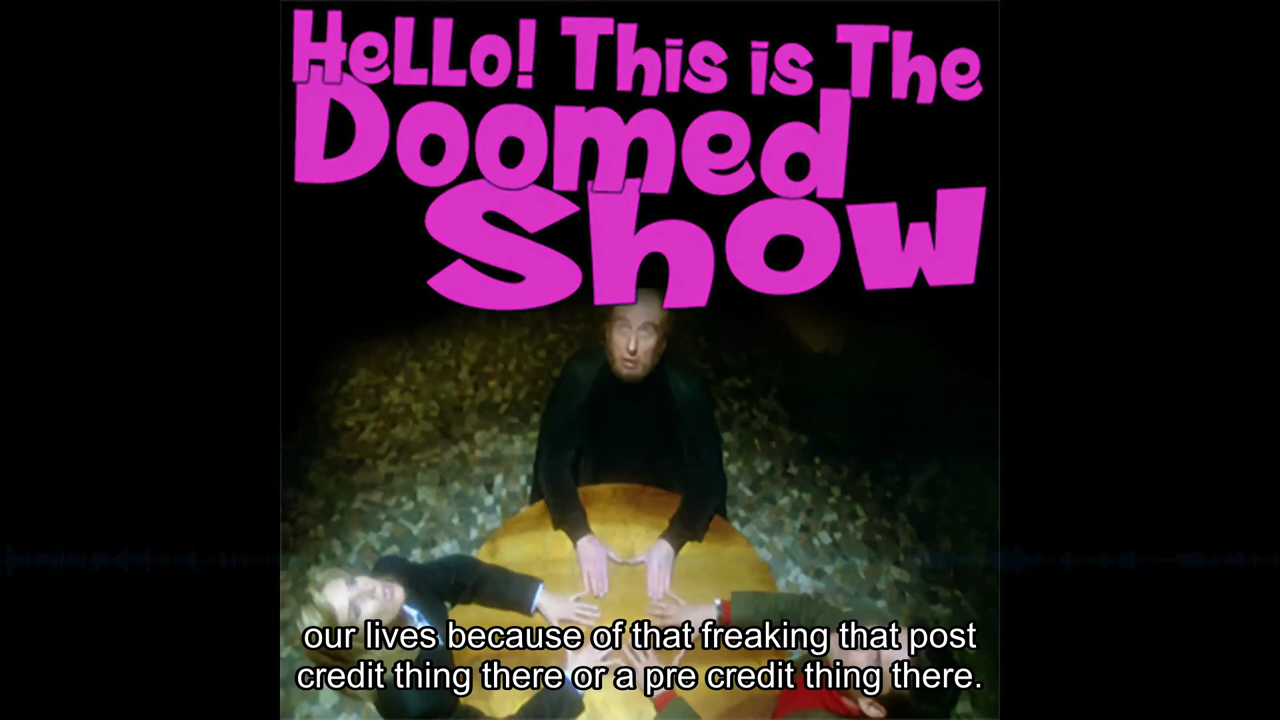 HeLLo! This is The
Doomed
Show
our lives because of that freaking that post
credit thing there or a pre credit thing there.